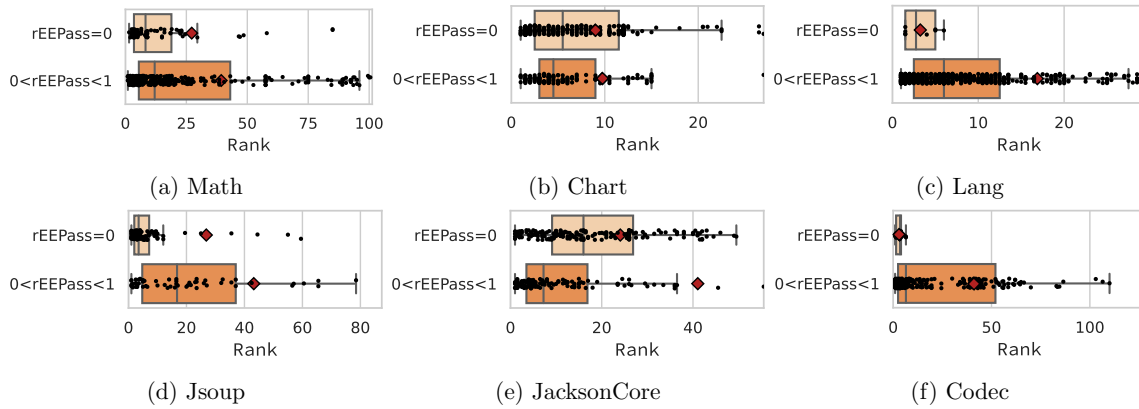 rEEPass=0
0<rEEPass<1
0 25 50 75 100
Rank
(a) Math
rEEPass=0
0<rEEPass<1
0 10 20
Rank
(b) Chart
rEEPass=0
0<rEEPass<1
0 10 20
Rank
(c) Lang
rEEPass=0
0<rEEPass<1
0 20 40 60 80
Rank
(d) Jsoup
rEEPass=0
0<rEEPass<1
0 20 40
Rank
(e) JacksonCore
rEEPass=0
0<rEEPass<1
0 50 100
Rank
(f) Codec